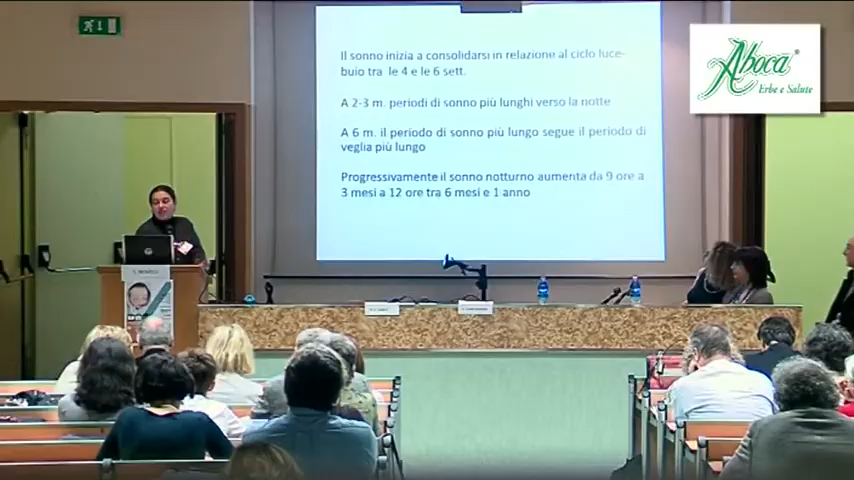 Il sonno inizia a consolidarsi in relazione al ciclo luce-
buio tra le 4 e le 6 sett.
A 2-3 m. periodi di sonno più lunghi verso la notte
A 6 m. il periodo di sonno più lungo segue il periodo di
veglia più lungo
Progressivamente il sonno notturno aumenta da 9 ore a
3 mesi a 12 ore tra 6 mesi e 1 anno
Aboca®
Erbe e Salute